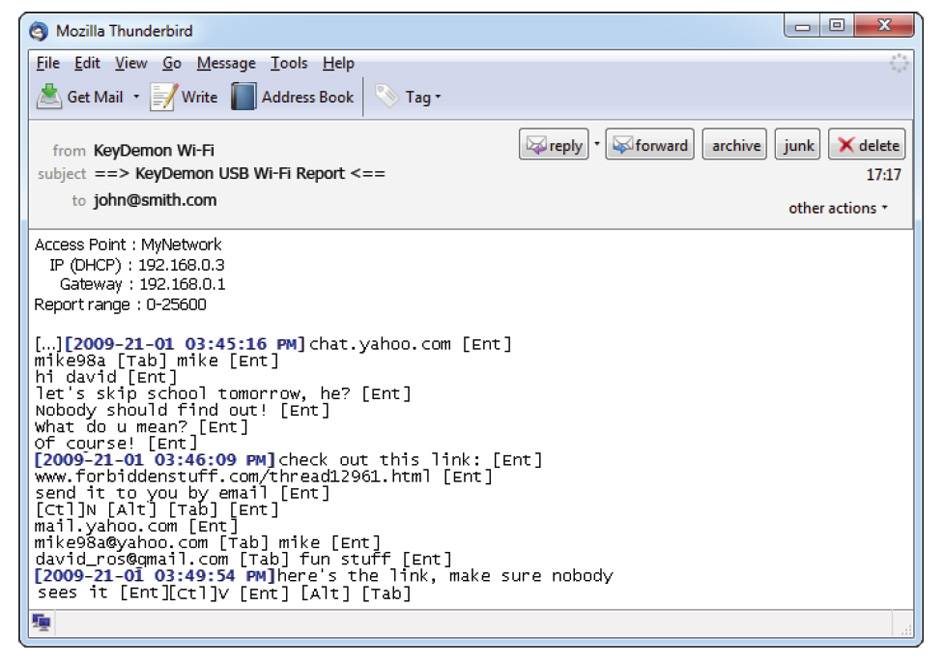 Mozilla Thunderbird
File Edit View Go Message Tools Help
Get Mail Write Address Book Tag
from KeyDemon Wi-Fi
reply forward archive junk delete
subject ==> KeyDemon USB Wi-Fi Report <==
17:17
to john@smith.com
other actions
Access Point : MyNetwork
IP (DHCP) : 192.168.0.3
Gateway : 192.168.0.1
Report range : 0-25600
[...][2009-21-01 03:45:16 PM]chat.yahoo.com [Ent]
mike98a [Tab] mike [Ent]
hi david [Ent]
let's skip school tomorrow, he? [Ent]
Nobody should find out! [Ent]
What do u mean? [Ent]
Of course! [Ent]
[2009-21-01 03:46:09 PM]check out this link: [Ent]
www.forbiddenstuff.com/thread12961.html [Ent]
send it to you by email [Ent]
[Ctl]N [Alt] [Tab] [Ent]
mail.yahoo.com [Ent]
mike98a@yahoo.com [Tab] mike [Ent]
david_ros@gmail.com [Tab] fun stuff [Ent]
[2009-21-01 03:49:54 PM]here's the link, make sure nobody
sees it [Ent][Ctl]V [Ent] [Alt] [Tab]